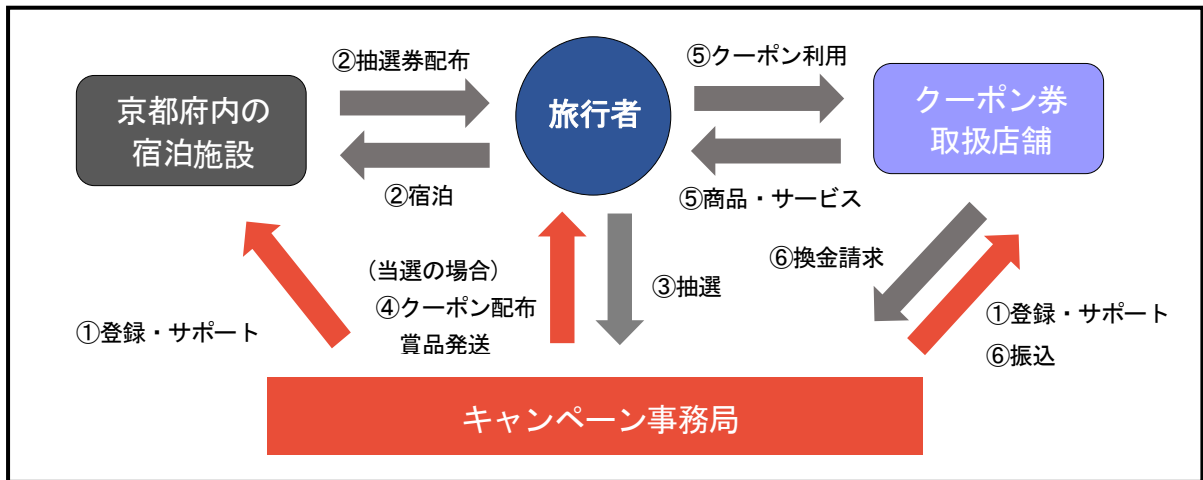 ②抽選券配布
⑤クーポン利用
京都府内の
宿泊施設
旅行者
クーポン券
取扱店舗
②宿泊
⑤商品・サービス
(当選の場合)
④クーポン配布
賞品発送
③抽選
⑥換金請求
①登録・サポート
①登録・サポート
⑥振込
キャンペーン事務局